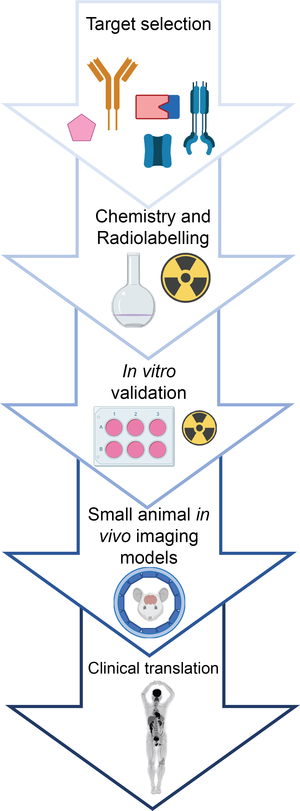 Target selection
Chemistry and
Radiolabelling
In vitro
validation
1 2 3
A
B
Small animal in
vivo imaging
models
Clinical translation